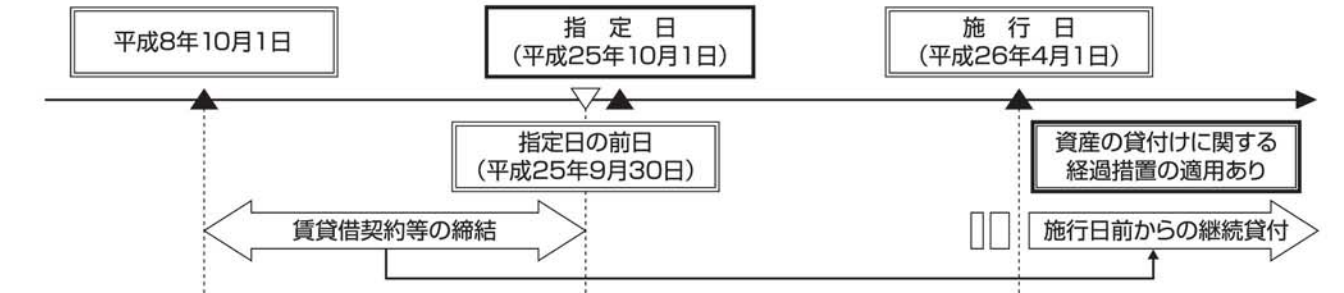 平成8年10月1日
指定日
(平成25年10月1日)
施行日
(平成26年4月1日)
指定日の前日
(平成25年9月30日)
資産の貸付けに関する
経過措置の適用あり
賃貸借契約等の締結
施行日前からの継続貸付